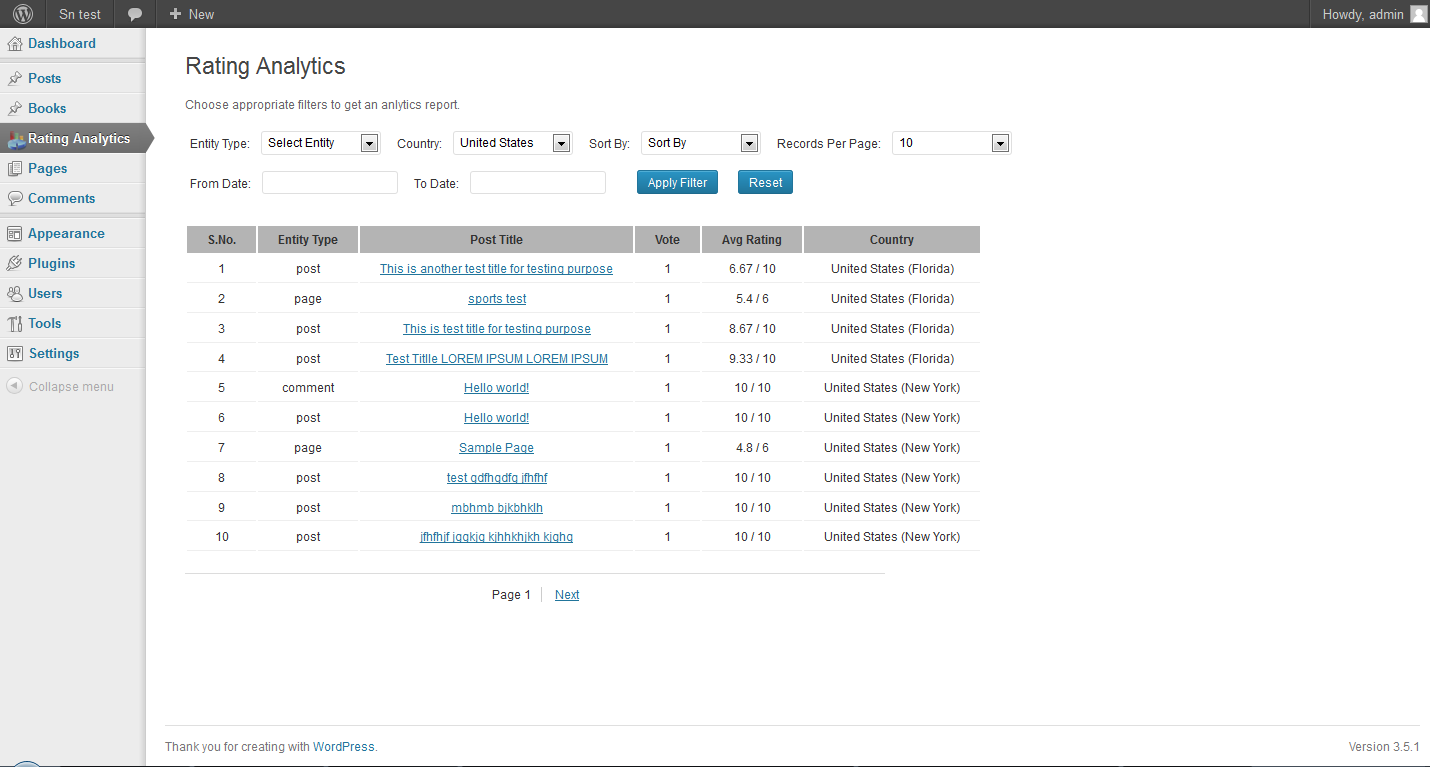 Sn test New Howdy, admin
Dashboard
Posts
Books
Rating Analytics
Pages
Comments
Appearance
Plugins
Users
Tools
Settings
Collapse menu
Rating Analytics
Choose appropriate filters to get an anlytics report.
Entity Type: Select Entity Country: United States Sort By: Sort By Records Per Page: 10
From Date: To Date: Apply Filter Reset
S.No. Entity Type Post Title Vote Avg Rating Country
1 post This is another test title for testing purpose 1 6.67 / 10 United States (Florida)
2 page sports test 1 5.4 / 6 United States (Florida)
3 post This is test title for testing purpose 1 8.67 / 10 United States (Florida)
4 post Test Titlle LOREM IPSUM LOREM IPSUM 1 9.33 / 10 United States (Florida)
5 comment Hello world! 1 10 / 10 United States (New York)
6 post Hello world! 1 10 / 10 United States (New York)
7 page Sample Page 1 4.8 / 6 United States (New York)
8 post test gdfhgdfg jfhfhf 1 10 / 10 United States (New York)
9 post mbhmb bjkbhklh 1 10 / 10 United States (New York)
10 post jfhfhjf jggkjg kjhhkhjkh kjghg 1 10 / 10 United States (New York)
Page 1 Next
Thank you for creating with WordPress. Version 3.5.1